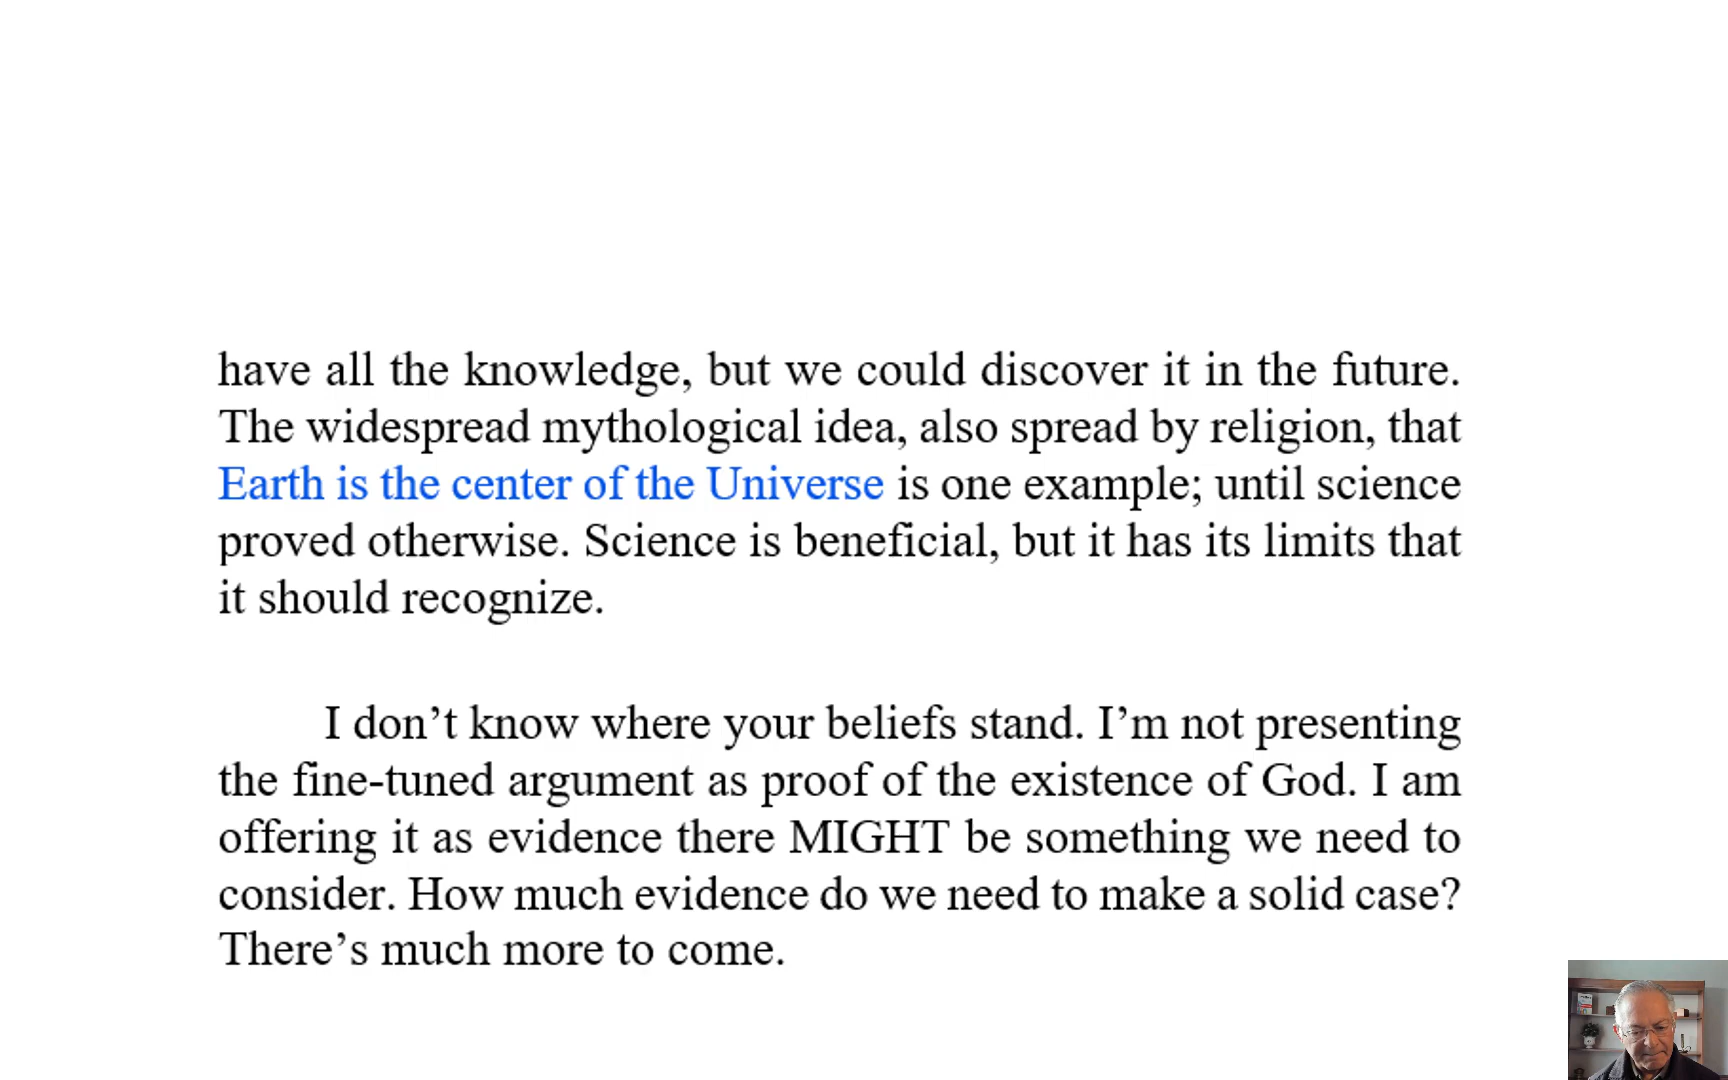 have all the knowledge, but we could discover it in the future.
The widespread mythological idea, also spread by religion, that
Earth is the center of the Universe is one example; until science
proved otherwise. Science is beneficial, but it has its limits that
it should recognize.
I don’t know where your beliefs stand. I’m not presenting
the fine-tuned argument as proof of the existence of God. I am
offering it as evidence there MIGHT be something we need to
consider. How much evidence do we need to make a solid case?
There’s much more to come.